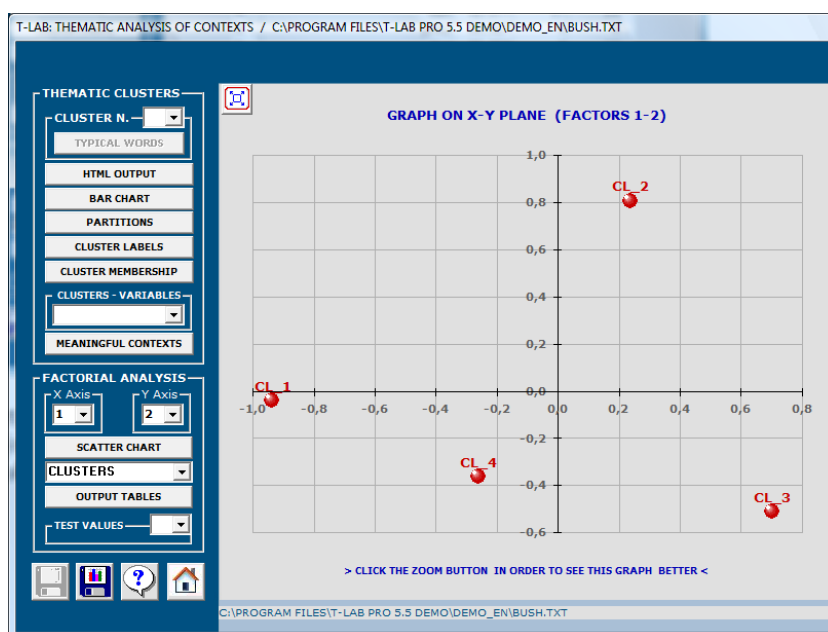 T-LAB: THEMATIC ANALYSIS OF CONTEXTS / C:\PROGRAM FILES\T-LAB PRO 5.5 DEMO\DEMO_EN\BUSH.TXT
THEMATIC CLUSTERS
CLUSTER N.
TYPICAL WORDS
HTML OUTPUT
BAR CHART
PARTITIONS
CLUSTER LABELS
CLUSTER MEMBERSHIP
CLUSTERS - VARIABLES
MEANINGFUL CONTEXTS
FACTORIAL ANALYSIS
X Axis Y Axis
1 2
SCATTER CHART
CLUSTERS
OUTPUT TABLES
TEST VALUES
GRAPH ON X-Y PLANE (FACTORS 1-2)
1,0
CL_2
0,8
0,6
0,4
0,2
CL_1 0,0
-1,0 -0,8 -0,6 -0,4 -0,2 0,0 0,2 0,4 0,6 0,8
-0,2
CL_4
-0,4
CL_3
-0,6
> CLICK THE ZOOM BUTTON IN ORDER TO SEE THIS GRAPH BETTER <
C:\PROGRAM FILES\T-LAB PRO 5.5 DEMO\DEMO_EN\BUSH.TXT